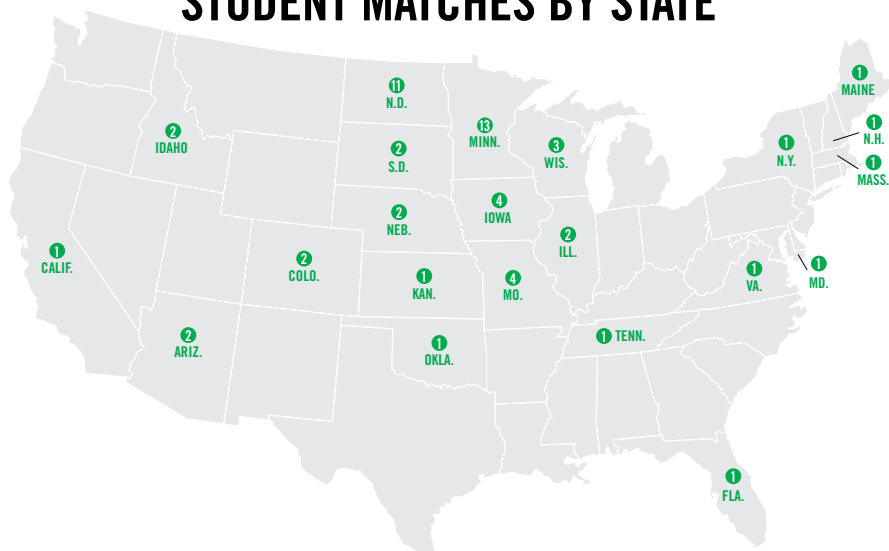 STUDENT MATCHES BY STATE
1
MAINE
11
N.D.
1
N.H.
13
MINN.
2
IDAHO
3
WIS.
1
N.Y.
2
S.D.
1
MASS.
4
IOWA
2
NEB.
2
ILL.
1
CALIF.
2
COLO.
1
KAN.
4
MO.
1
VA.
1
MD.
2
ARIZ.
1
OKLA.
1 TENN.
1
FLA.